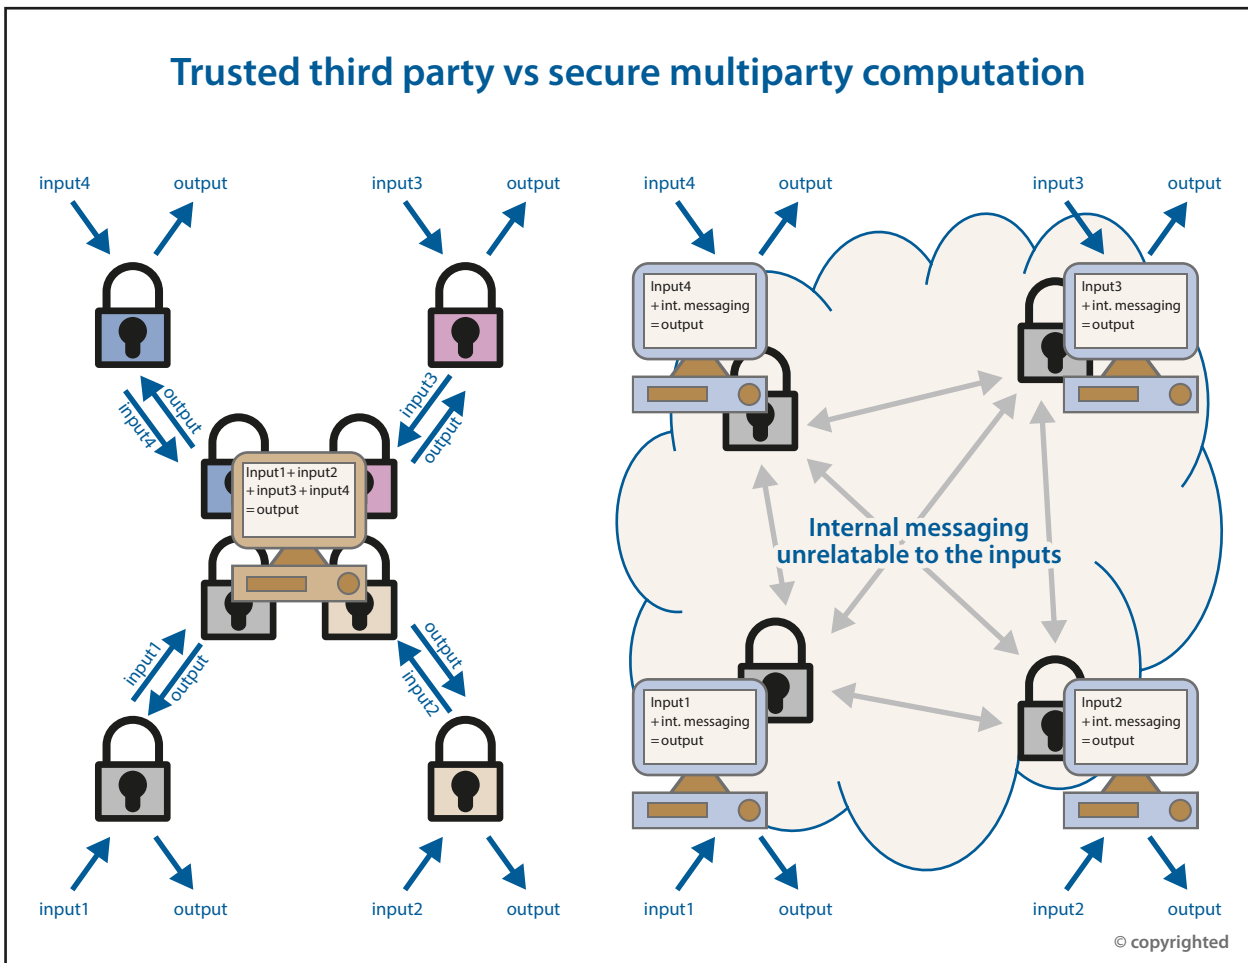 Trusted third party vs secure multiparty computation
input4 output input3 output input4 output input3 output
Input4
+ int. messaging
= output
Input3
+ int. messaging
= output
output
input4
input3
output
Input1 + input2
+ input3 + input4
= output
Internal messaging
unrelatable to the inputs
input1
output
output
input2
Input1
+ int. messaging
= output
Input2
+ int. messaging
= output
input1 output input2 output input1 output input2 output
© copyrighted